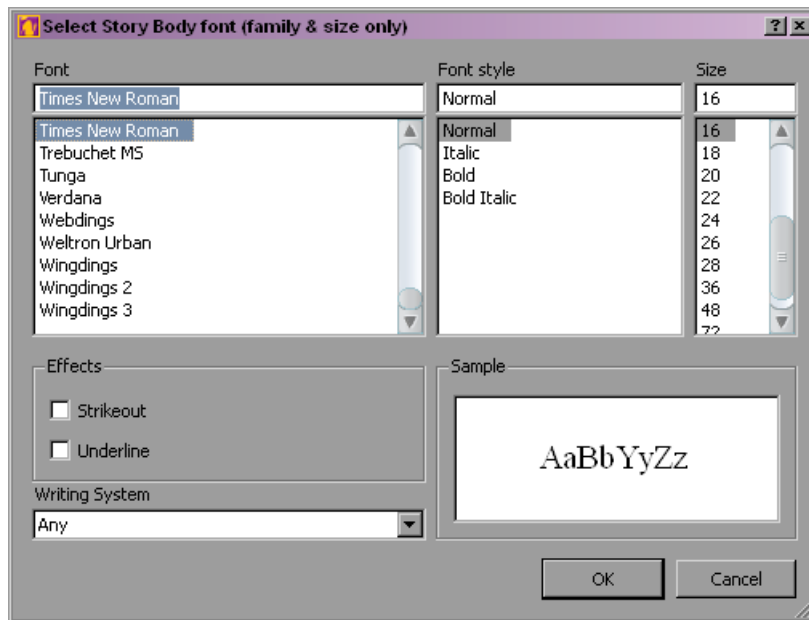 Select Story Body font (family & size only)
Font
Font style
Size
Times New Roman
Normal
16
Times New Roman
Trebuchet MS
Tunga
Verdana
Webdings
Weltron Urban
Wingdings
Wingdings 2
Wingdings 3
Normal
Italic
Bold
Bold Italic
16
18
20
22
24
26
28
36
48
72
Effects
Strikeout
Underline
Writing System
Any
Sample
AaBbYyZz
OK
Cancel